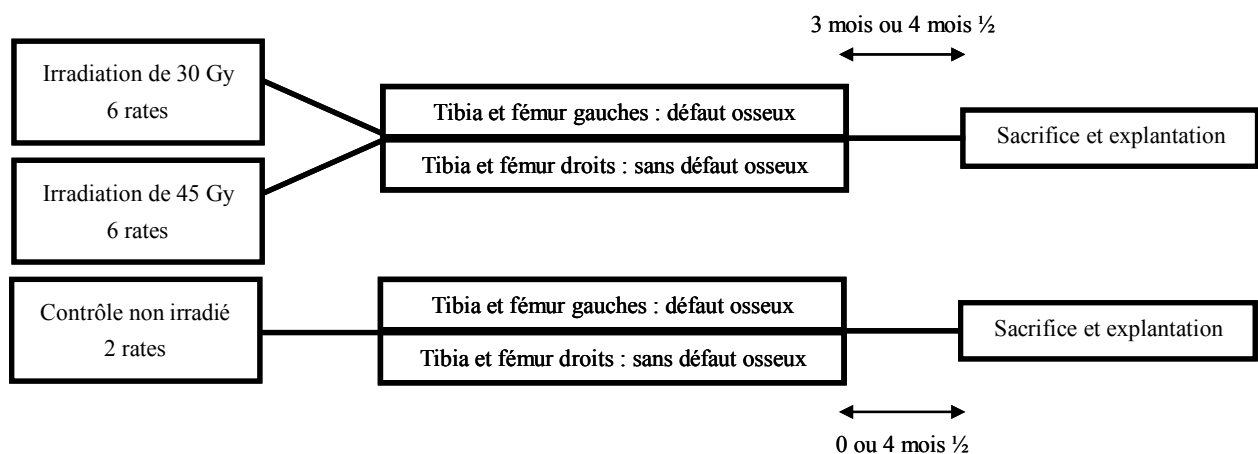 3 mois ou 4 mois ½
Irradiation de 30 Gy
6 rates
Tibia et fémur gauches : défaut osseux
Tibia et fémur droits : sans défaut osseux
Sacrifice et explantation
Irradiation de 45 Gy
6 rates
Contrôle non irradié
2 rates
Tibia et fémur gauches : défaut osseux
Tibia et fémur droits : sans défaut osseux
Sacrifice et explantation
0 ou 4 mois ½